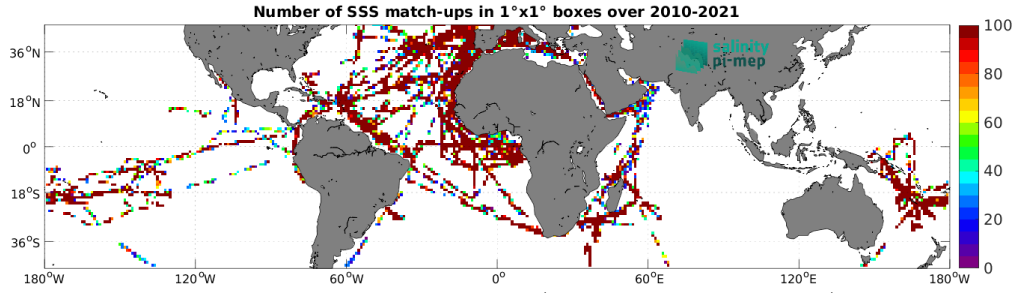 Number of SSS match-ups in 1°x1° boxes over 2010-2021
36°N
18°N
0°
18°S
36°S
180°W
120°W
60°W
0°
60°E
120°E
180°W
salinity
pi-mep
100
80
60
40
20
0